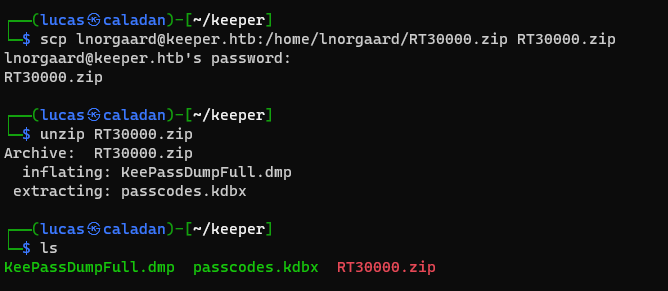 ┌──(lucas㉿caladan)-[~/keeper]
└─$ scp lnorgaard@keeper.htb:/home/lnorgaard/RT30000.zip RT30000.zip
lnorgaard@keeper.htb's password:
RT30000.zip
┌──(lucas㉿caladan)-[~/keeper]
└─$ unzip RT30000.zip
Archive:  RT30000.zip
  inflating: KeePassDumpFull.dmp
 extracting: passcodes.kdbx
┌──(lucas㉿caladan)-[~/keeper]
└─$ ls
KeePassDumpFull.dmp  passcodes.kdbx  RT30000.zip